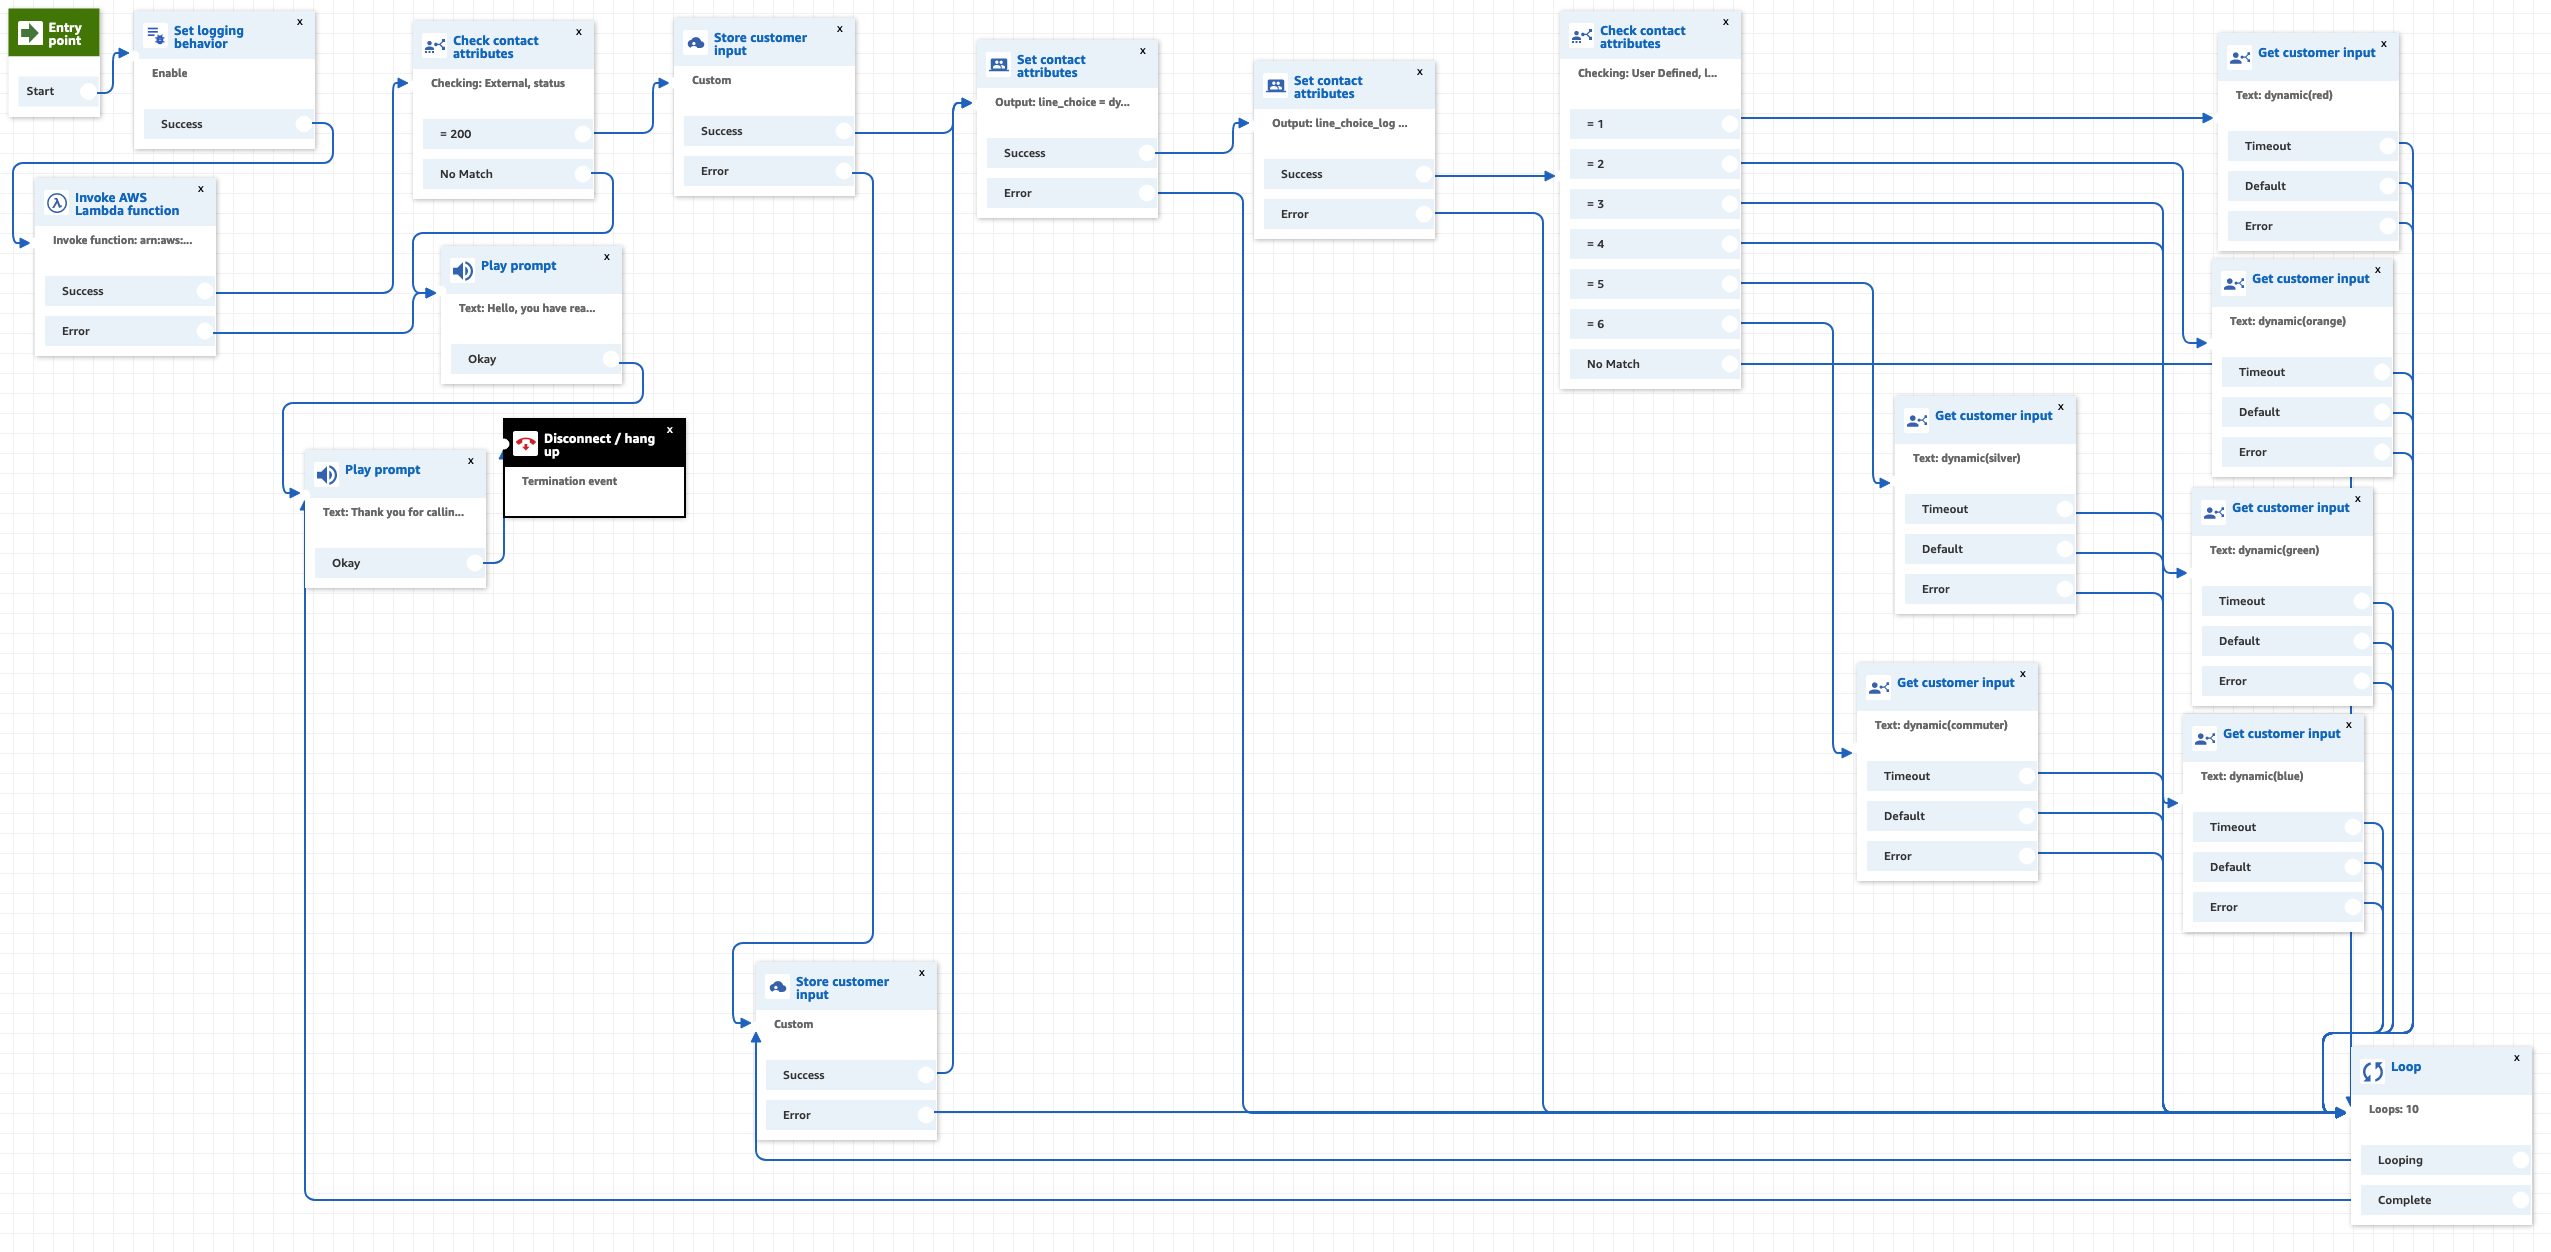 Entry
point
Start
x
Set logging
behavior
Enable
Success
x
Invoke AWS
Lambda function
Invoke function: arn:aws:...
Success
Error
x
Check contact
attributes
Checking: External, status
= 200
No Match
x
Play prompt
Text: Hello, you have rea...
Okay
x
Play prompt
Text: Thank you for callin...
Okay
x
Disconnect / hang
up
Termination event
x
Store customer
input
Custom
Success
Error
x
Store customer
input
Custom
Success
Error
x
Set contact
attributes
Output: line_choice = dy...
Success
Error
x
Set contact
attributes
Output: line_choice_log ...
Success
Error
x
Check contact
attributes
Checking: User Defined, l...
= 1
= 2
= 3
= 4
= 5
= 6
No Match
x
Get customer input
Text: dynamic(red)
Timeout
Default
Error
x
Get customer input
Text: dynamic(orange)
Timeout
Default
Error
x
Get customer input
Text: dynamic(silver)
Timeout
Default
Error
x
Get customer input
Text: dynamic(green)
Timeout
Default
Error
x
Get customer input
Text: dynamic(commuter)
Timeout
Default
Error
x
Get customer input
Text: dynamic(blue)
Timeout
Default
Error
x
Loop
Loops: 10
Looping
Complete